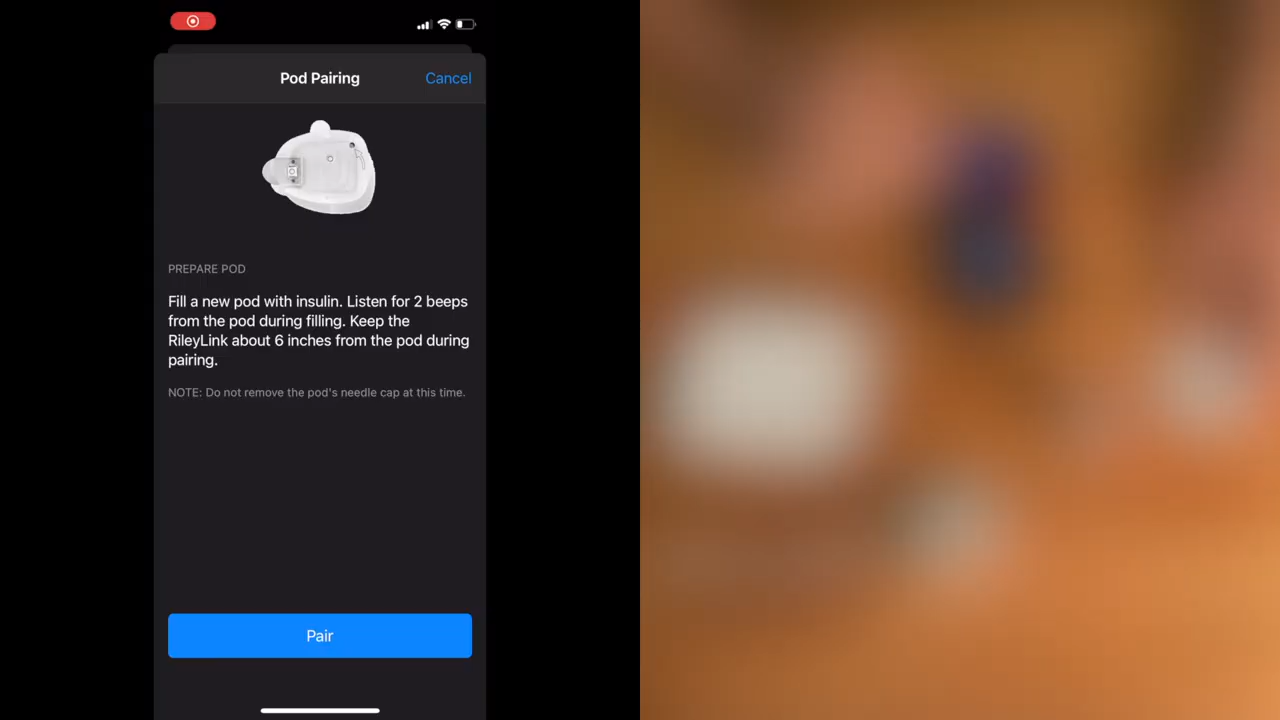 Pod Pairing
Cancel
PREPARE POD
Fill a new pod with insulin. Listen for 2 beeps
from the pod during filling. Keep the
RileyLink about 6 inches from the pod during
pairing.
NOTE: Do not remove the pod's needle cap at this time.
Pair